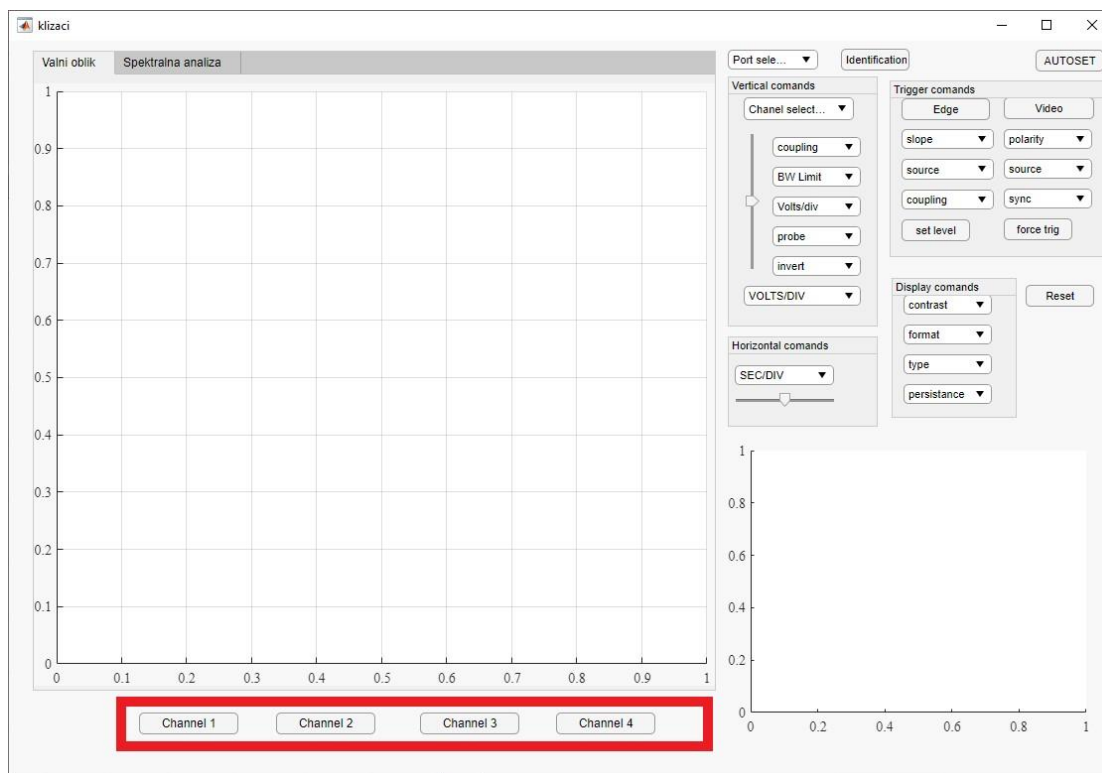 klizaci
Valni oblik
Spektralna analiza
1
0.9
0.8
0.7
0.6
0.5
0.4
0.3
0.2
0.1
0
0 0.1 0.2 0.3 0.4 0.5 0.6 0.7 0.8 0.9 1
Channel 1
Channel 2
Channel 3
Channel 4
Port sele...
Identification
AUTOSET
Vertical comands
Chanel select...
coupling
BW Limit
Volts/div
probe
invert
VOLTS/DIV
Horizontal comands
SEC/DIV
Trigger comands
Edge
Video
slope
polarity
source
source
coupling
sync
set level
force trig
Display comands
contrast
format
type
persistance
Reset
1
0.8
0.6
0.4
0.2
0
0 0.2 0.4 0.6 0.8 1